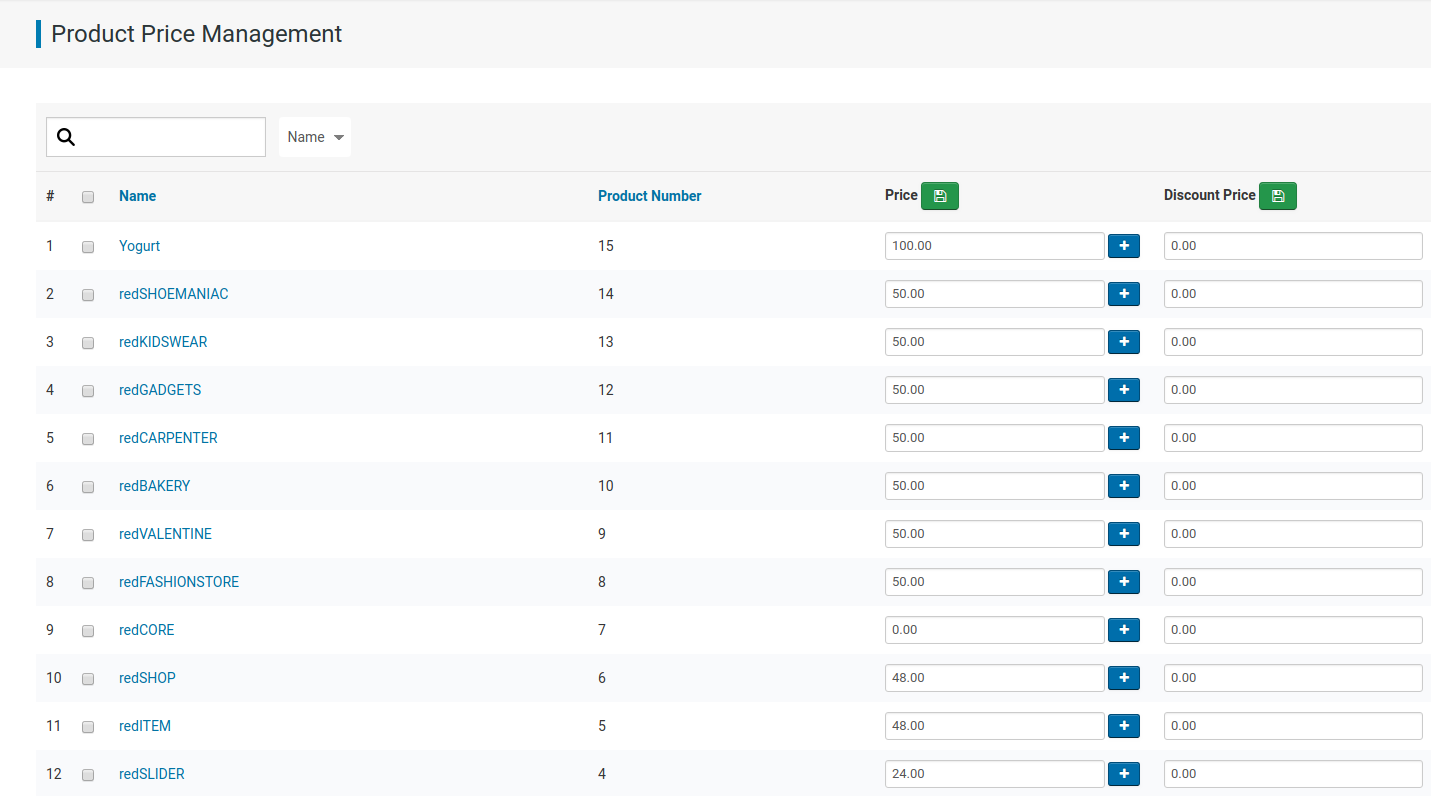 Product Price Management
Name
# Name Product Number Price Discount Price
1 Yogurt 15 100.00 0.00
2 redSHOEMANIAC 14 50.00 0.00
3 redKIDSWEAR 13 50.00 0.00
4 redGADGETS 12 50.00 0.00
5 redCARPENTER 11 50.00 0.00
6 redBAKERY 10 50.00 0.00
7 redVALENTINE 9 50.00 0.00
8 redFASHIONSTORE 8 50.00 0.00
9 redCORE 7 0.00 0.00
10 redSHOP 6 48.00 0.00
11 redITEM 5 48.00 0.00
12 redSLIDER 4 24.00 0.00